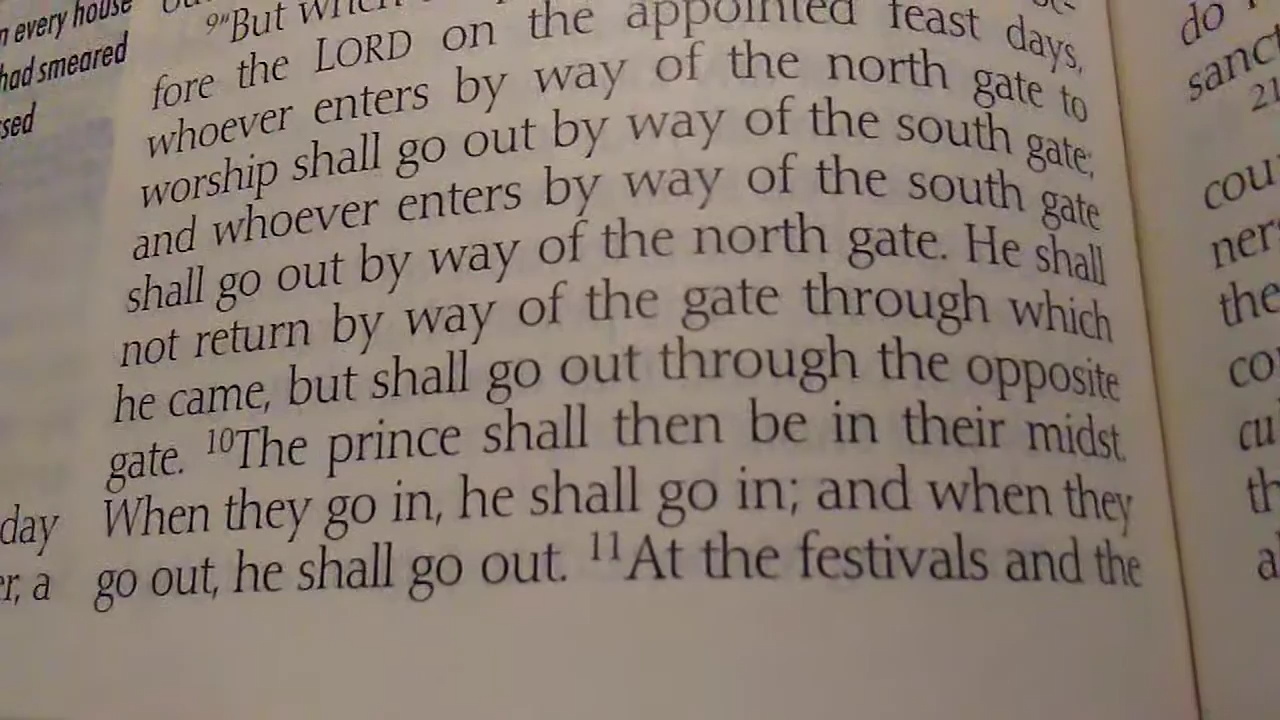 n every house
had smeared
sed
day
r, a
9"But when
fore the LORD on the appointed feast days,
whoever enters by way of the north gate to
worship shall go out by way of the south gate;
and whoever enters by way of the south gate
shall go out by way of the north gate. He shall
not return by way of the gate through which
he came, but shall go out through the opposite
gate. 10The prince shall then be in their midst.
When they go in, he shall go in; and when they
go out, he shall go out. 11At the festivals and the
do
sanct
21
cou
ner
the
co
cu
th
a